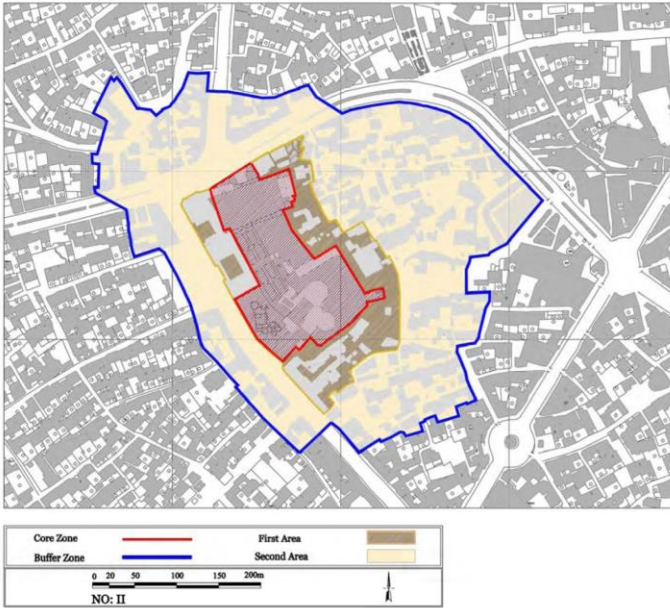 Core Zone
First Area
Buffer Zone
Second Area
0 20 50 100 150 200m
NO: II